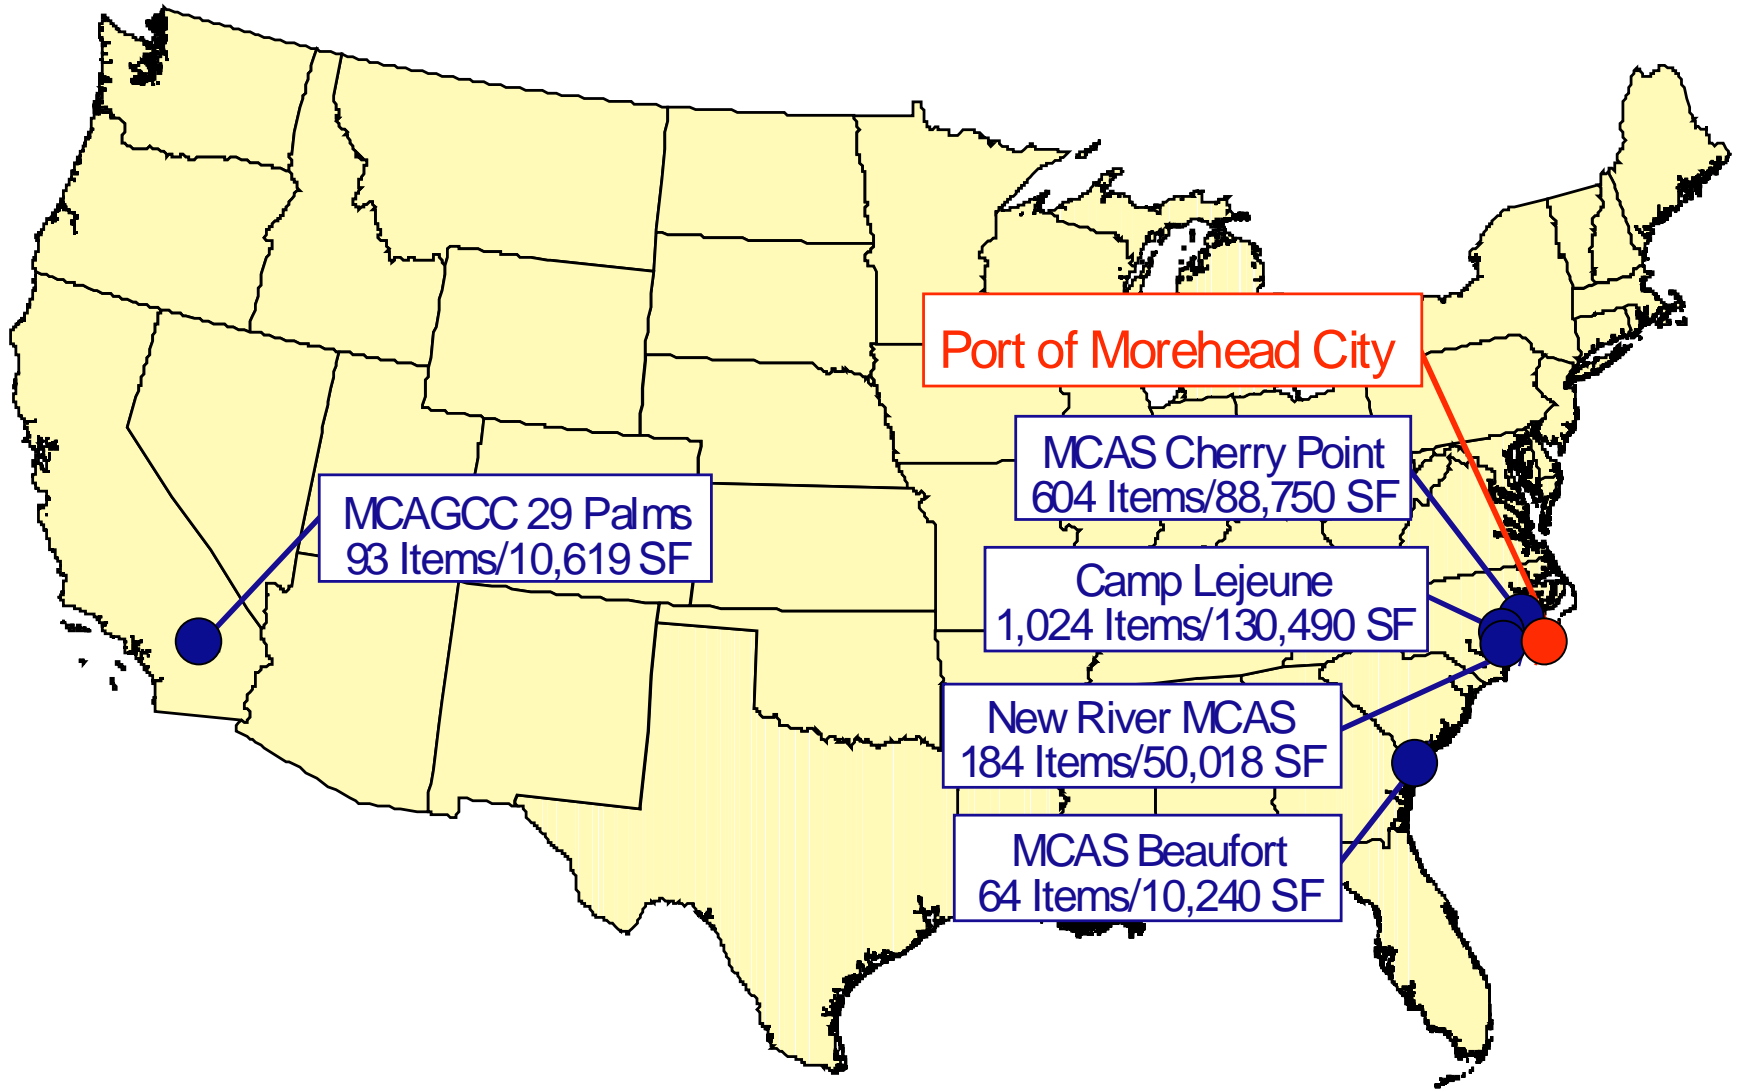 Port of Morehead City
MCAS Cherry Point
604 Items/88,750 SF
MCAGCC 29 Palms
93 Items/10,619 SF
Camp Lejeune
1,024 Items/130,490 SF
New River MCAS
184 Items/50,018 SF
MCAS Beaufort
64 Items/10,240 SF